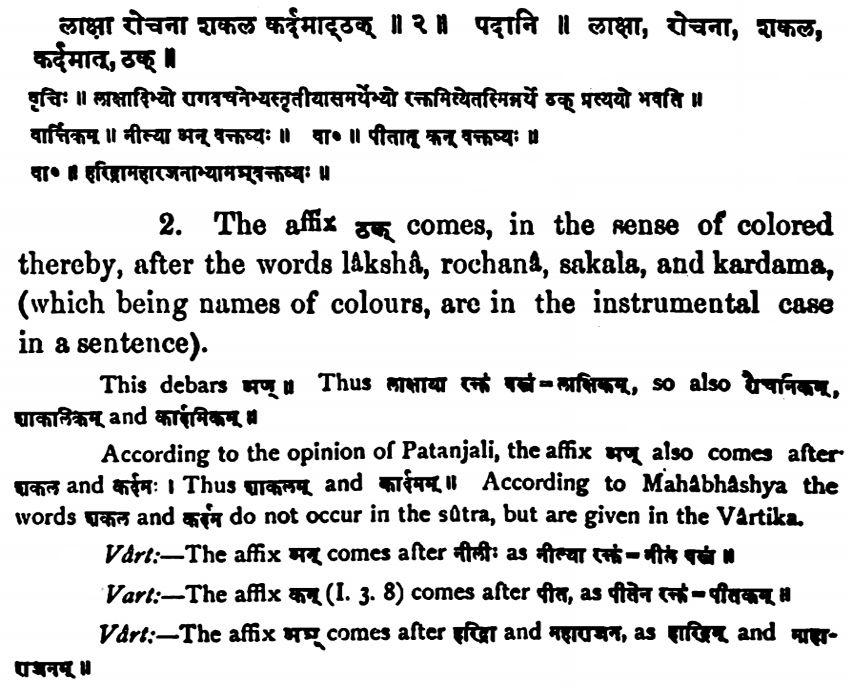 लाक्षा रोचना शकल कर्दमाट्ठक् ॥ २ ॥ पदानि ॥ लाक्षा, रोचना, शकल,
कर्दमात्, ठक् ॥
वृत्तिः ॥ लाक्षादिभ्यो रागवचनेभ्यस्तृतीयासमर्थेभ्यो रक्तमित्येतस्मिन्नर्थे ठक् प्रत्ययो भवति ॥
वार्त्तिकम् ॥ नील्या अन् वक्तव्यः ॥ वा० ॥ पीतात् कन् वक्तव्यः ॥
वा० ॥ हरिद्रामहारजनाभ्यामञ्वक्तव्यः ॥
2. The affix ठक् comes, in the sense of colored
thereby, after the words lâkshâ, rochanâ, sakala, and kardama,
(which being names of colours, are in the instrumental case
in a sentence).
This debars अण् ॥ Thus लाक्षाया रक्तं वस्त्रं = लाक्षिकम्, so also रौचनिकम्,
शाकलिकम् and कार्दमिकम् ॥
According to the opinion of Patanjali, the affix अण् also comes after
शकल and कर्दमः । Thus शाकलम् and कार्दमम् ॥ According to Mahâbhâshya the
words शकल and कर्दम do not occur in the sûtra, but are given in the Vârtika.
Vârt:—The affix अन् comes after नीलीः as नील्या रक्तं = नीलं वस्त्रं ॥
Vart:—The affix कन् (I. 3. 8) comes after पीत, as पीतेन रक्तं = पीतकम् ॥
Vârt:—The affix अञ् comes after हरिद्रा and महाराजन, as हारिद्रम् and माहा-
राजनम् ॥